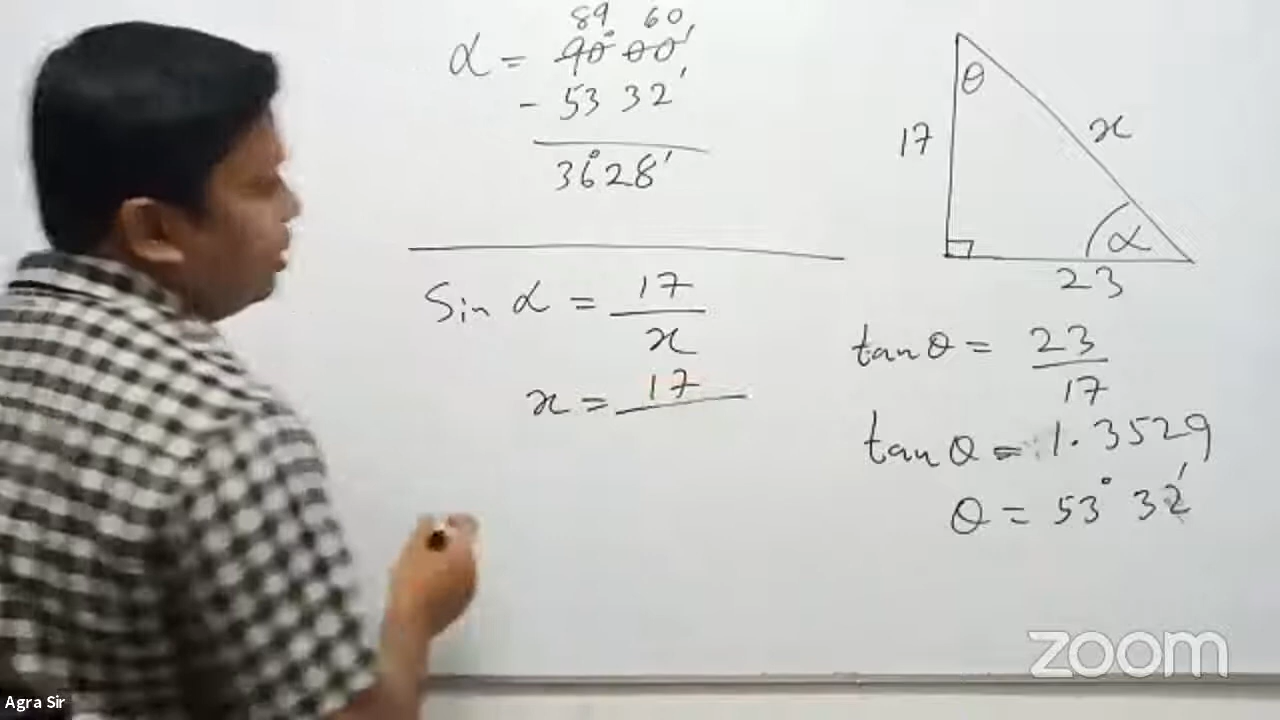 89 60'
α = 90° 00'
- 53 32'
36° 28'
Sin α = 17
x
x = 17
θ
17
x
α
23
tan θ = 23
17
tan θ = 1.3529
θ = 53° 32'
zoom
Agra Sir